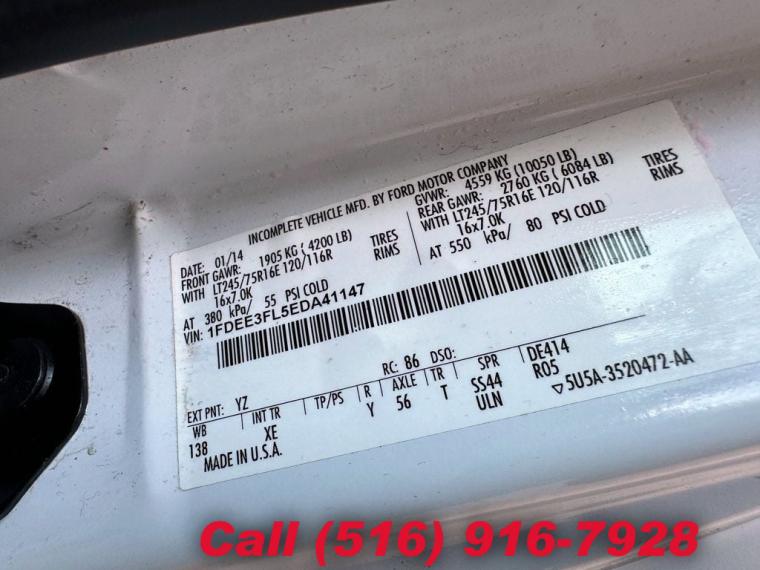 INCOMPLETE VEHICLE MFD. BY FORD MOTOR COMPANY
DATE: 01/14 GVWR: 4559 KG (10050 LB)
FRONT GAWR: 1905 KG (4200 LB) REAR GAWR: 2760 KG (6084 LB)
WITH LT245/75R16E 120/116R TIRES WITH LT245/75R16E 120/116R TIRES
16x7.0K RIMS 16x7.0K RIMS
AT 380 kPa/ 55 PSI COLD AT 550 kPa/ 80 PSI COLD
VIN: 1FDEE3FL5EDA41147
EXT PNT: YZ RC: 86 DSO:
WB INT TR TP/PS R AXLE TR SPR DE414
138 XE Y 56 T SS44 R05
ULN ▽5U5A-3520472-AA
MADE IN U.S.A.
Call (516) 916-7928